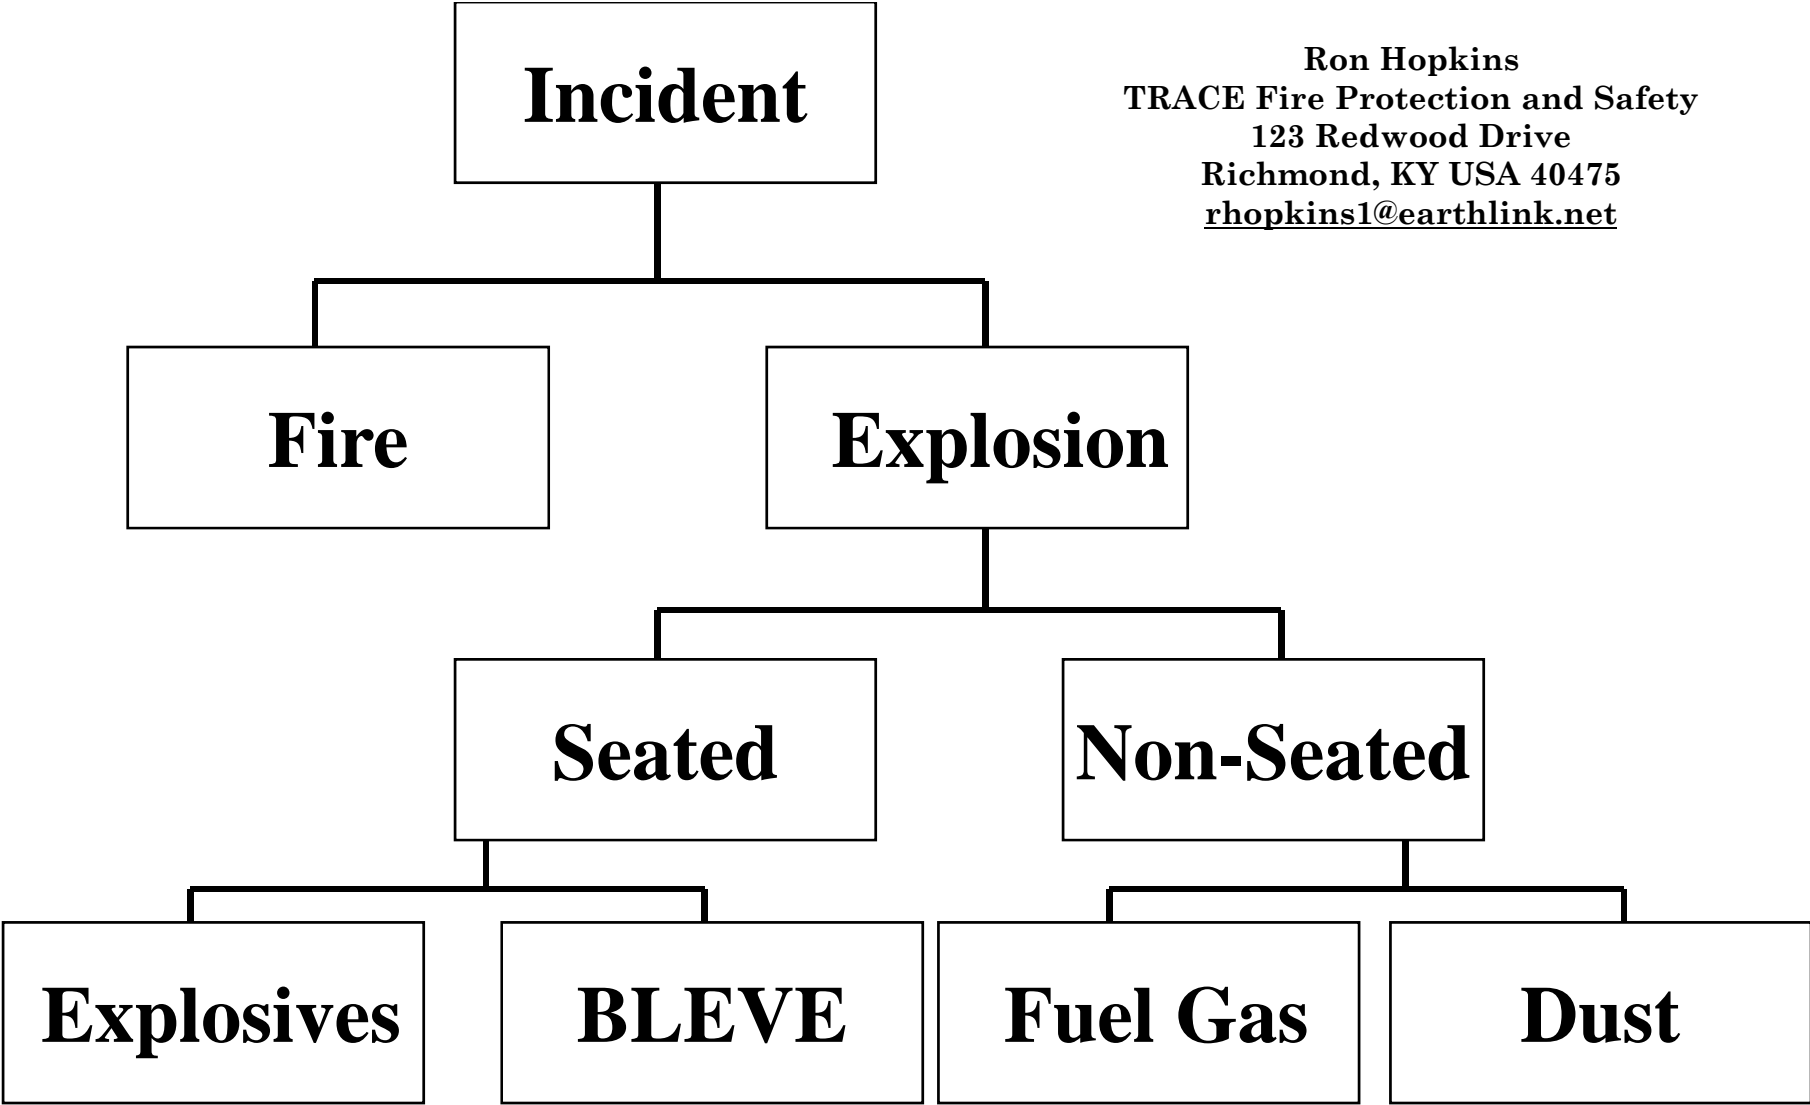 Incident
Ron Hopkins
TRACE Fire Protection and Safety
123 Redwood Drive
Richmond, KY USA 40475
rhopkins1@earthlink.net
Fire
Explosion
Seated
Non-Seated
Explosives
BLEVE
Fuel Gas
Dust